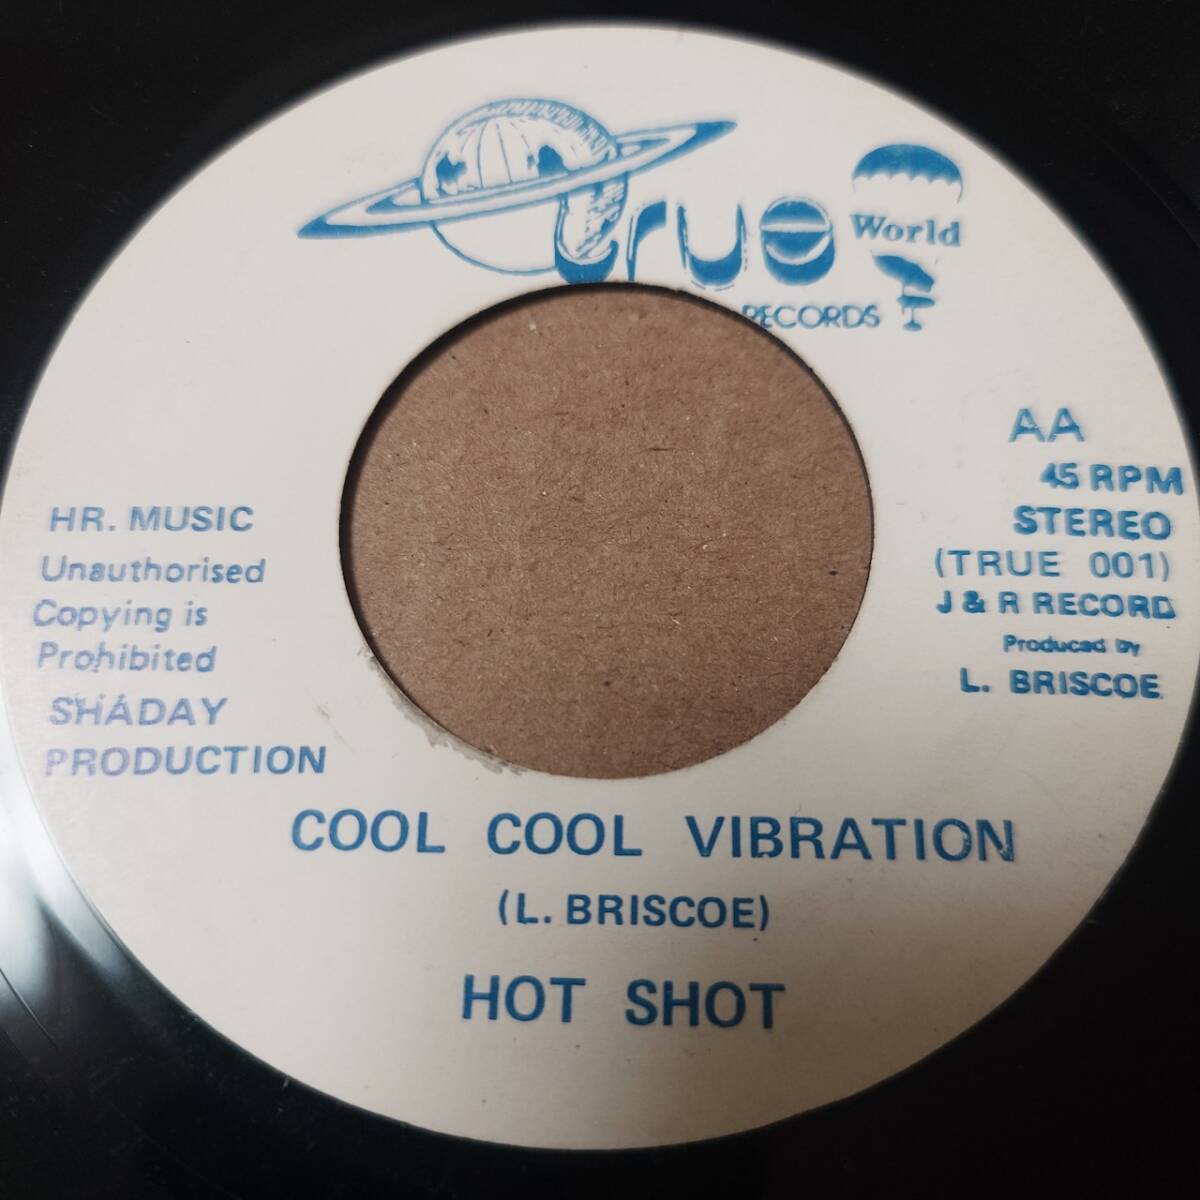 True
World
RECORDS
AA
45 RPM
STEREO
(TRUE 001)
J & R RECORD
Produced by
L. BRISCOE
HR. MUSIC
Unauthorised
Copying is
Prohibited
SHADAY
PRODUCTION
COOL COOL VIBRATION
(L. BRISCOE)
HOT SHOT